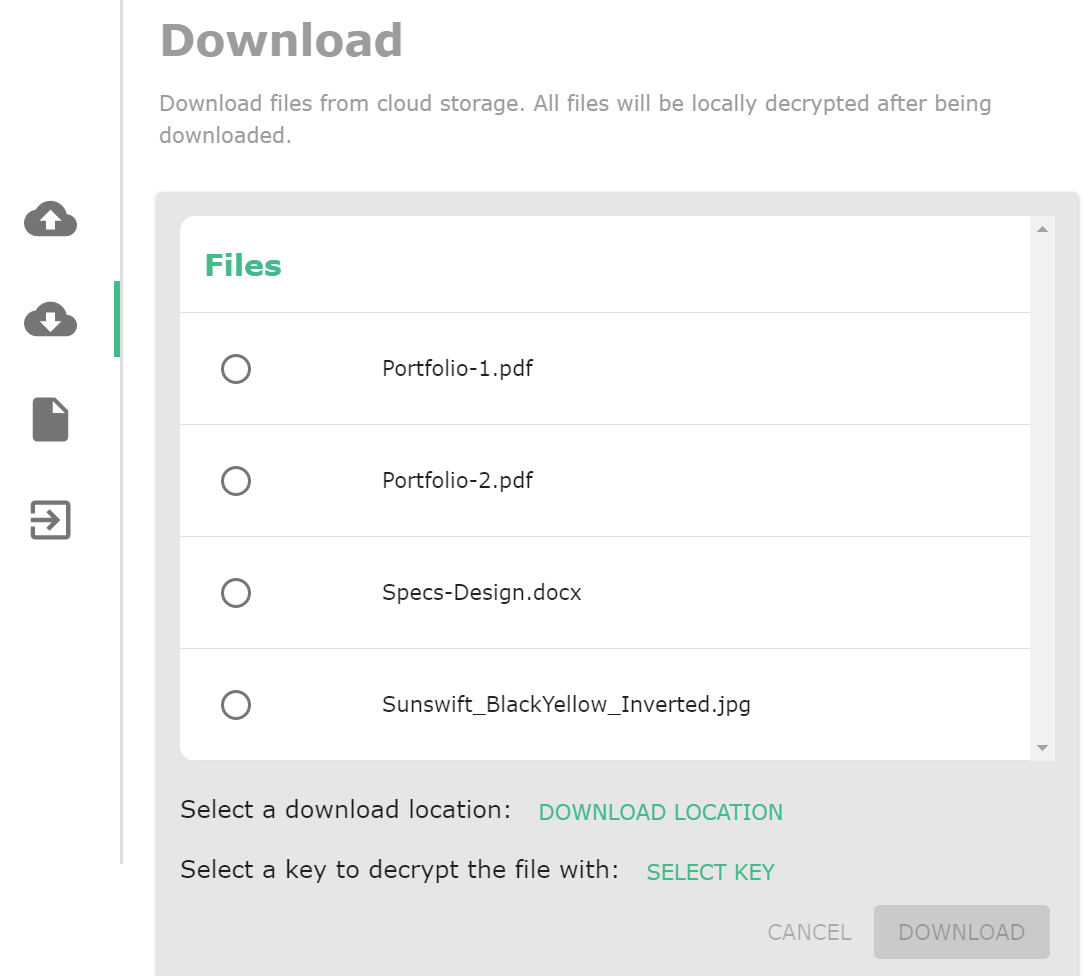 Download
Download files from cloud storage. All files will be locally decrypted after being
downloaded.
Files
Portfolio-1.pdf
Portfolio-2.pdf
Specs-Design.docx
Sunswift_BlackYellow_Inverted.jpg
Select a download location: DOWNLOAD LOCATION
Select a key to decrypt the file with: SELECT KEY
CANCEL DOWNLOAD